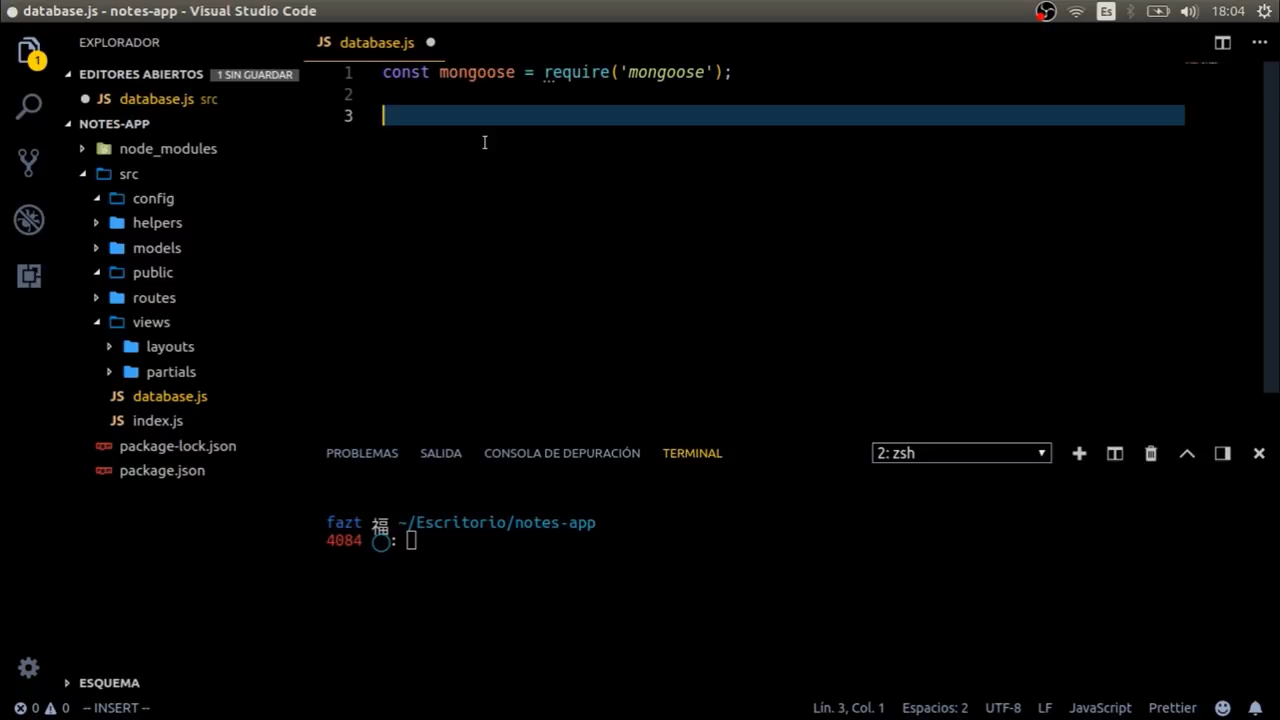 database.js - notes-app - Visual Studio Code
Es
18:04
1
EXPLORADOR
EDITORES ABIERTOS 1 SIN GUARDAR
JS database.js src
NOTES-APP
node_modules
src
config
helpers
models
public
routes
views
layouts
partials
JS database.js
JS index.js
package-lock.json
package.json
ESQUEMA
JS database.js
1 const mongoose = require('mongoose');
2
3
PROBLEMAS SALIDA CONSOLA DE DEPURACIÓN TERMINAL 2: zsh
fazt 福 ~/Escritorio/notes-app
4084 :
0 0 -- INSERT -- Lín. 3, Col. 1 Espacios: 2 UTF-8 LF JavaScript Prettier